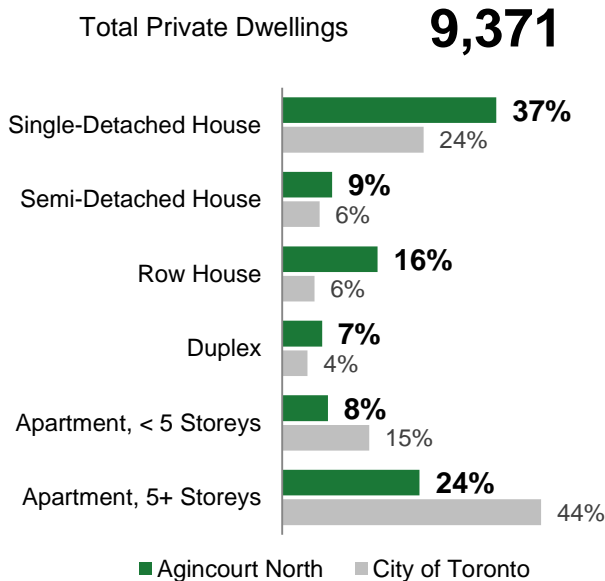 Total Private Dwellings 9,371
Single-Detached House 37%
24%
Semi-Detached House 9%
6%
Row House 16%
6%
Duplex 7%
4%
Apartment, < 5 Storeys 8%
15%
Apartment, 5+ Storeys 24%
44%
Agincourt North City of Toronto